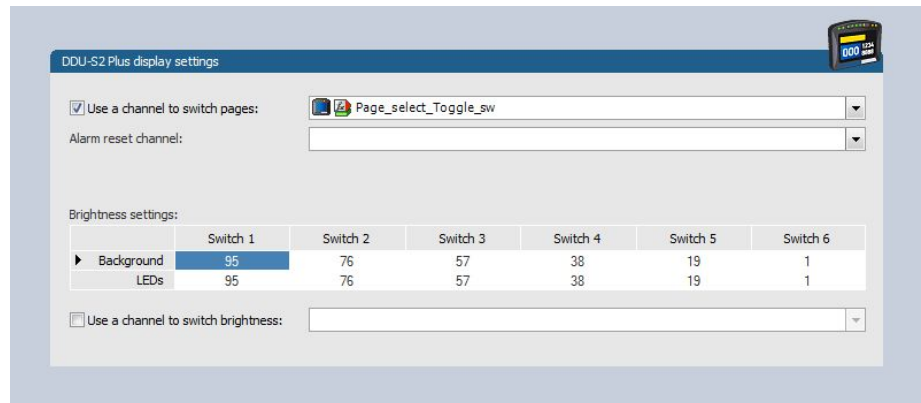 DDU-S2 Plus display settings
000 1234
Use a channel to switch pages: Page_select_Toggle_sw
Alarm reset channel:
Brightness settings:
Switch 1 Switch 2 Switch 3 Switch 4 Switch 5 Switch 6
Background 95 76 57 38 19 1
LEDs 95 76 57 38 19 1
Use a channel to switch brightness: